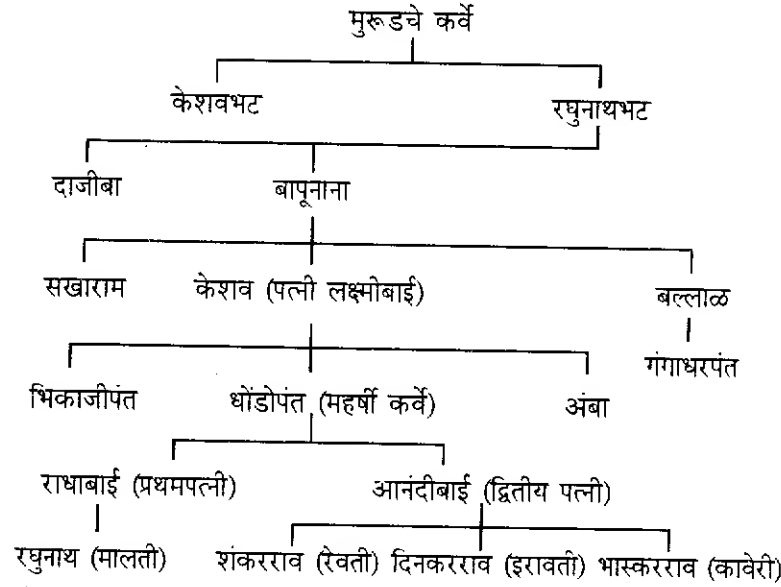 मुरूडचे कर्वे
केशवभट रघुनाथभट
दाजीबा बापूनाना
सखाराम केशव (पत्नी लक्ष्मीबाई) बल्लाळ
गंगाधरपंत
भिकाजीपंत धोंडोपंत (महर्षी कर्वे) अंबा
राधाबाई (प्रथमपत्नी) आनंदीबाई (द्वितीय पत्नी)
रघुनाथ (मालती) शंकरराव (रेवती) दिनकरराव (इरावती) भास्करराव (कावेरी)